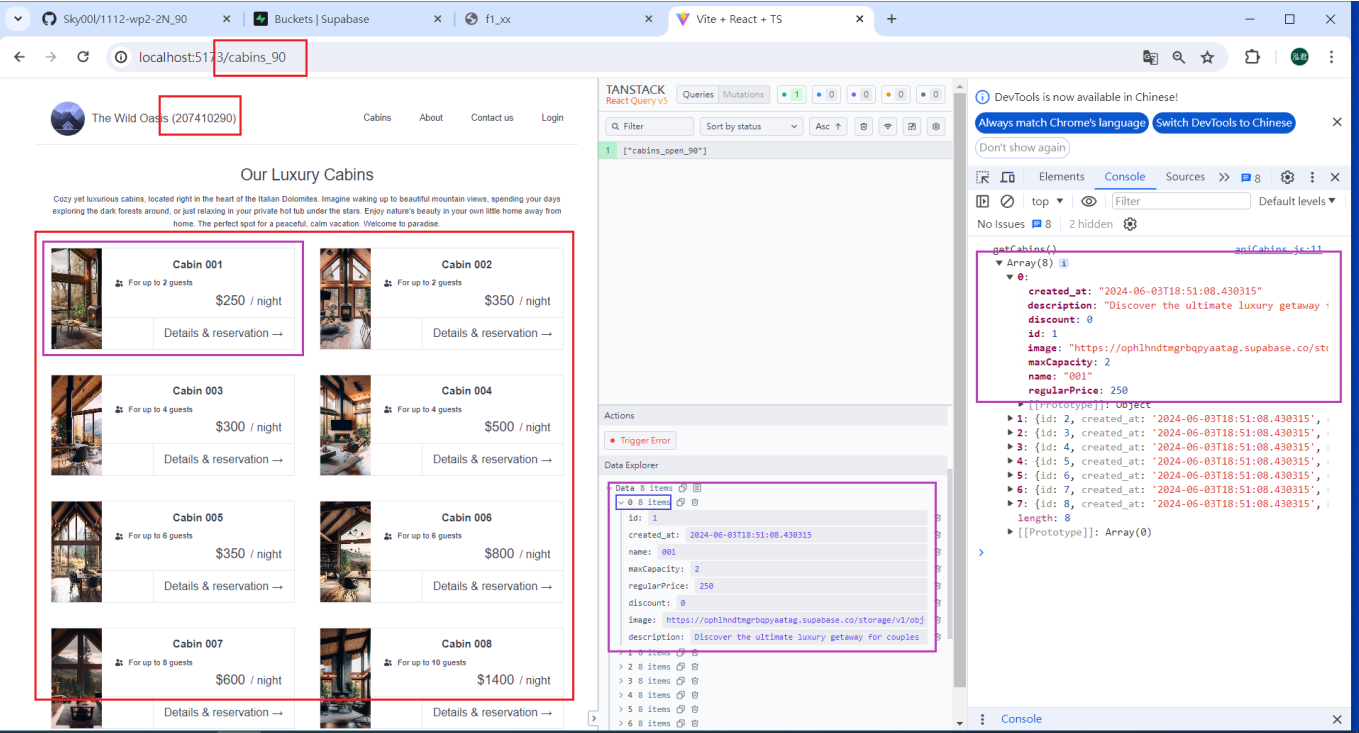 Sky00l/1112-wp2-2N_90
Buckets | Supabase
f1_xx
Vite + React + TS
localhost:5173/cabins_90
The Wild Oasis (207410290)
Cabins
About
Contact us
Login
Our Luxury Cabins
Cozy yet luxurious cabins, located right in the heart of the Italian Dolomites. Imagine waking up to beautiful mountain views, spending your days
exploring the dark forests around, or just relaxing in your private hot tub under the stars. Enjoy nature's beauty in your own little home away from
home. The perfect spot for a peaceful, calm vacation. Welcome to paradise.
Cabin 001
For up to 2 guests
$250 / night
Details & reservation →
Cabin 002
For up to 2 guests
$350 / night
Details & reservation →
Cabin 003
For up to 4 guests
$300 / night
Details & reservation →
Cabin 004
For up to 4 guests
$500 / night
Details & reservation →
Cabin 005
For up to 6 guests
$350 / night
Details & reservation →
Cabin 006
For up to 6 guests
$800 / night
Details & reservation →
Cabin 007
For up to 8 guests
$600 / night
Details & reservation →
Cabin 008
For up to 10 guests
$1400 / night
Details & reservation →
TANSTACK
React Query v5
Queries Mutations
1 0 0 0 0
Filter
Sort by status
Asc ↑
1 ["cabins_open_90"]
Actions
Trigger Error
Data Explorer
Data 8 items
0 8 items
id: 1
created_at: 2024-06-03T18:51:08.430315
name: 001
maxCapacity: 2
regularPrice: 250
discount: 0
image: https://ophlhndtmgrbqpyaatag.supabase.co/storage/v1/obj
description: Discover the ultimate luxury getaway for couples
1 8 items
2 8 items
3 8 items
4 8 items
5 8 items
6 8 items
DevTools is now available in Chinese!
Always match Chrome's language
Switch DevTools to Chinese
Don't show again
Elements
Console
Sources
8
top
Filter
Default levels
No Issues
8
2 hidden
getCabins()
apiCabins.js:11
Array(8)
0:
created_at: "2024-06-03T18:51:08.430315"
description: "Discover the ultimate luxury getaway
discount: 0
id: 1
image: "https://ophlhndtmgrbqpyaatag.supabase.co/sto
maxCapacity: 2
name: "001"
regularPrice: 250
[[Prototype]]: Object
1: {id: 2, created_at: '2024-06-03T18:51:08.430315',
2: {id: 3, created_at: '2024-06-03T18:51:08.430315',
3: {id: 4, created_at: '2024-06-03T18:51:08.430315',
4: {id: 5, created_at: '2024-06-03T18:51:08.430315',
5: {id: 6, created_at: '2024-06-03T18:51:08.430315',
6: {id: 7, created_at: '2024-06-03T18:51:08.430315',
7: {id: 8, created_at: '2024-06-03T18:51:08.430315',
length: 8
[[Prototype]]: Array(0)
Console